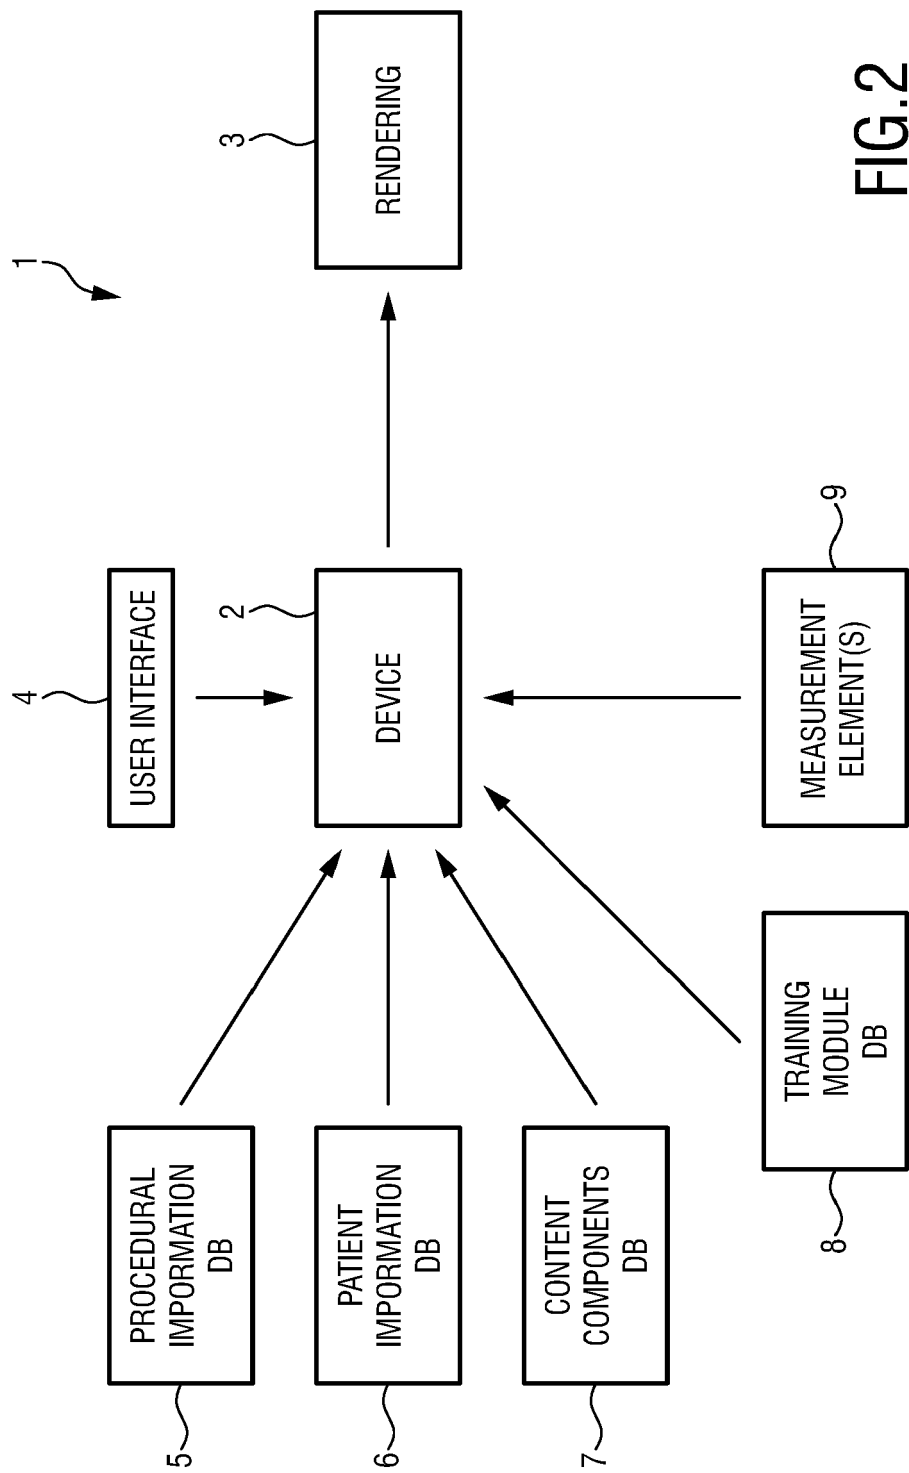 1
4
USER INTERFACE
5
PROCEDURAL
IMPORMATION
DB
6
PATIENT
IMPORMATION
DB
7
CONTENT
COMPONENTS
DB
2
DEVICE
3
RENDERING
8
TRAINING
MODULE
DB
9
MEASUREMENT
ELEMENT(S)
FIG.2